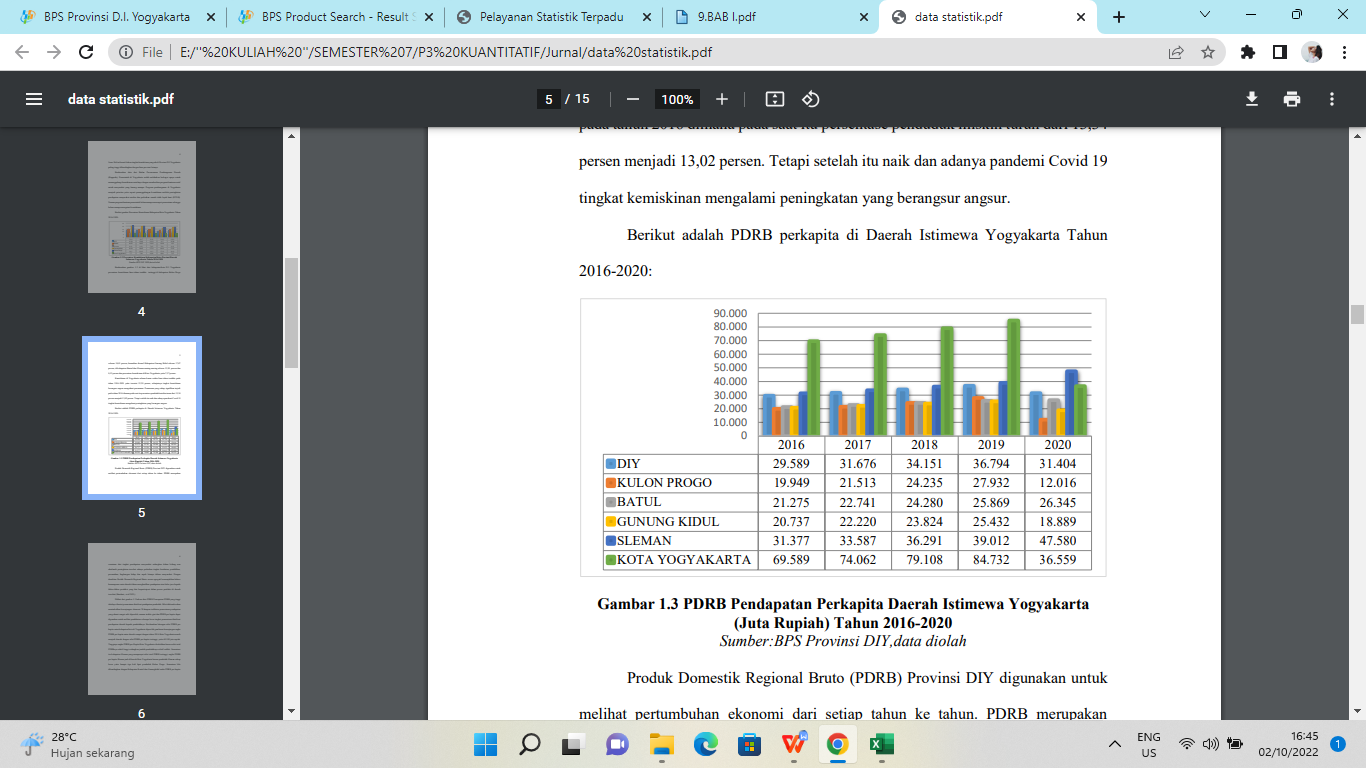 BPS Provinsi D.I. Yogyakarta
BPS Product Search - Result S
Pelayanan Statistik Terpadu
9.BAB I.pdf
data statistik.pdf
File | E:/''%20KULIAH%20''/SEMESTER%207/P3%20KUANTITATIF/Jurnal/data%20statistik.pdf
data statistik.pdf
5 / 15
100%
4
5
6
persen menjadi 13,02 persen. Tetapi setelah itu naik dan adanya pandemi Covid 19
tingkat kemiskinan mengalami peningkatan yang berangsur angsur.
Berikut adalah PDRB perkapita di Daerah Istimewa Yogyakarta Tahun
2016-2020:
90.000
80.000
70.000
60.000
50.000
40.000
30.000
20.000
10.000
0
2016 2017 2018 2019 2020
DIY 29.589 31.676 34.151 36.794 31.404
KULON PROGO 19.949 21.513 24.235 27.932 12.016
BATUL 21.275 22.741 24.280 25.869 26.345
GUNUNG KIDUL 20.737 22.220 23.824 25.432 18.889
SLEMAN 31.377 33.587 36.291 39.012 47.580
KOTA YOGYAKARTA 69.589 74.062 79.108 84.732 36.559
Gambar 1.3 PDRB Pendapatan Perkapita Daerah Istimewa Yogyakarta
(Juta Rupiah) Tahun 2016-2020
Sumber:BPS Provinsi DIY,data diolah
Produk Domestik Regional Bruto (PDRB) Provinsi DIY digunakan untuk
melihat pertumbuhan ekonomi dari setiap tahun ke tahun. PDRB merupakan
28°C
Hujan sekarang
ENG
US
16:45
02/10/2022
1